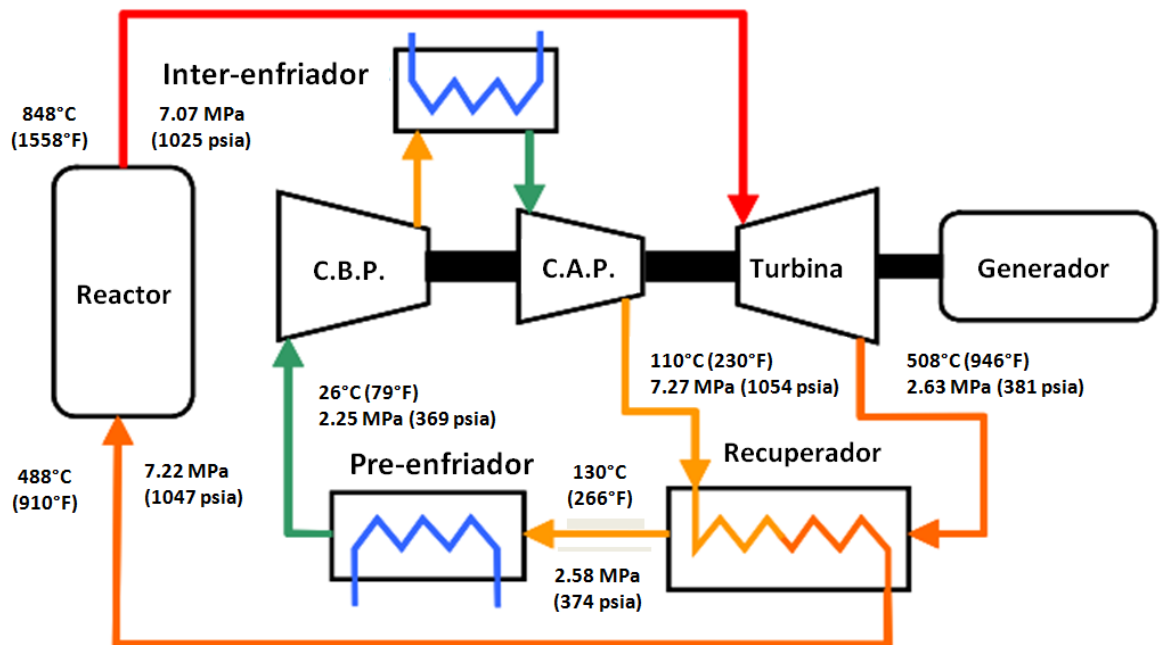 Inter-enfriador
848°C
(1558°F)
7.07 MPa
(1025 psia)
Reactor
C.B.P.
C.A.P.
Turbina
Generador
26°C (79°F)
2.25 MPa (369 psia)
110°C (230°F)
7.27 MPa (1054 psia)
508°C (946°F)
2.63 MPa (381 psia)
488°C
(910°F)
7.22 MPa
(1047 psia)
Pre-enfriador
130°C
(266°F)
Recuperador
2.58 MPa
(374 psia)